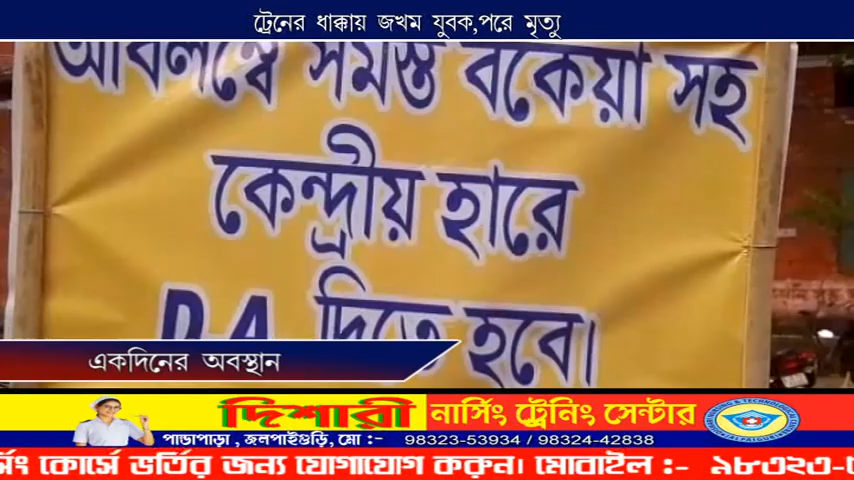 ট্রেনের ধাক্কায় জখম যুবক,পরে মৃত্যু
অবিলম্বে সমস্ত বকেয়া সহ
কেন্দ্রীয় হারে
D.A দিতে হবে।
একদিনের অবস্থান
দিশারী নার্সিং ট্রেনিং সেন্টার
পান্ডাপাড়া , জলপাইগুড়ি, মো :- 98323-53934 / 98324-42838
র্সিং কোর্সে ভর্তির জন্য যোগাযোগ করুন। মোবাইল :- ৯৮৩২৩-৫